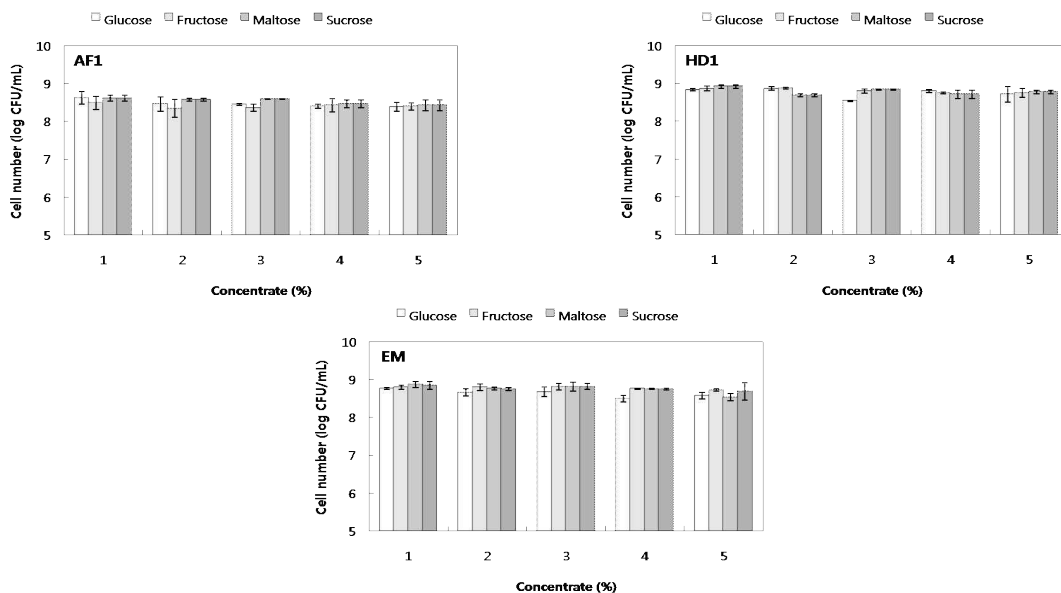 Glucose Fructose Maltose Sucrose
AF1
Cell number (log CFU/mL)
10
9
8
7
6
5
1 2 3 4 5
Concentrate (%)
Glucose Fructose Maltose Sucrose
HD1
Cell number (log CFU/mL)
10
9
8
7
6
5
1 2 3 4 5
Concentrate (%)
Glucose Fructose Maltose Sucrose
EM
Cell number (log CFU/mL)
10
9
8
7
6
5
1 2 3 4 5
Concentrate (%)